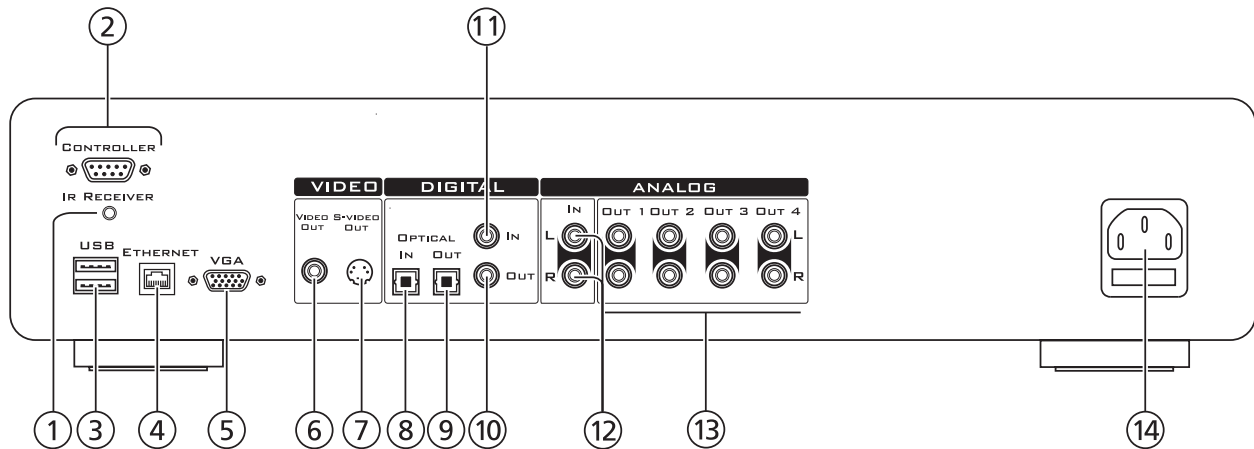 2
11
CONTROLLER
IR RECEIVER
USB
ETHERNET
VGA
VIDEO
DIGITAL
ANALOG
VIDEO OUT
S-VIDEO OUT
OPTICAL
IN
OUT
IN
OUT
IN
L
R
OUT 1
OUT 2
OUT 3
OUT 4
L
R
1
3
4
5
6
7
8
9
10
12
13
14